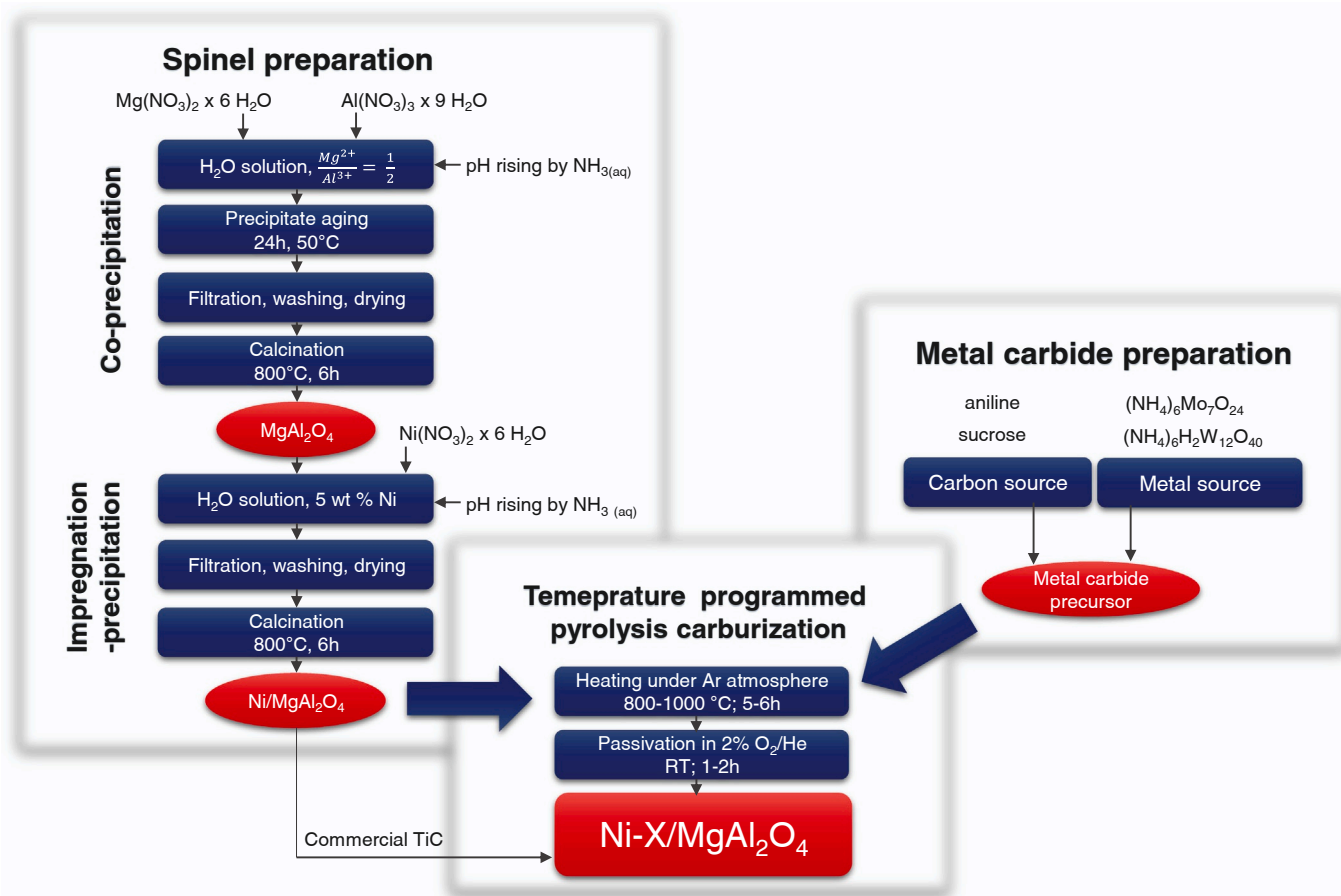 Spinel preparation
Mg(NO₃)₂ x 6 H₂O
Al(NO₃)₃ x 9 H₂O
Co-precipitation
H₂O solution, Mg²⁺/Al³⁺ = 1/2
pH rising by NH₃(aq)
Precipitate aging
24h, 50°C
Filtration, washing, drying
Calcination
800°C, 6h
MgAl₂O₄
Ni(NO₃)₂ x 6 H₂O
Impregnation
-precipitation
H₂O solution, 5 wt % Ni
pH rising by NH₃ (aq)
Filtration, washing, drying
Calcination
800°C, 6h
Ni/MgAl₂O₄
Commercial TiC
Metal carbide preparation
aniline
sucrose
(NH₄)₆Mo₇O₂₄
(NH₄)₆H₂W₁₂O₄₀
Carbon source
Metal source
Metal carbide
precursor
Temeprature programmed
pyrolysis carburization
Heating under Ar atmosphere
800-1000 °C; 5-6h
Passivation in 2% O₂/He
RT; 1-2h
Ni-X/MgAl₂O₄